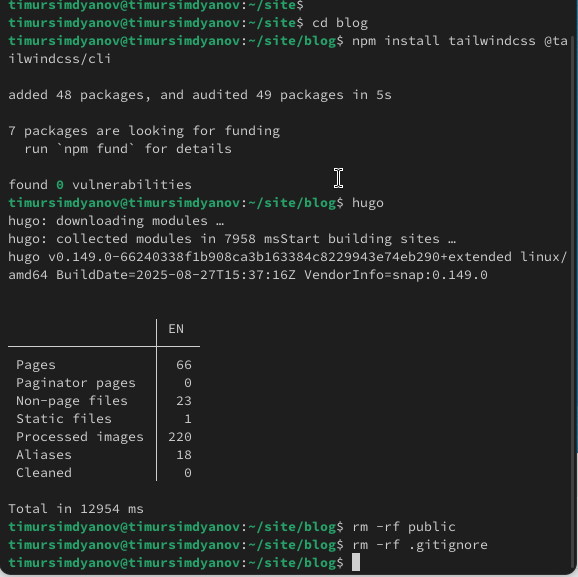 timursimdyanov@timursimdyanov:~/site$
timursimdyanov@timursimdyanov:~/site$ cd blog
timursimdyanov@timursimdyanov:~/site/blog$ npm install tailwindcss @ta
ilwindcss/cli
added 48 packages, and audited 49 packages in 5s
7 packages are looking for funding
run `npm fund` for details
found 0 vulnerabilities
timursimdyanov@timursimdyanov:~/site/blog$ hugo
hugo: downloading modules …
hugo: collected modules in 7958 msStart building sites …
hugo v0.149.0-66240338f1b908ca3b163384c8229943e74eb290+extended linux/
amd64 BuildDate=2025-08-27T15:37:16Z VendorInfo=snap:0.149.0
EN
Pages 66
Paginator pages 0
Non-page files 23
Static files 1
Processed images 220
Aliases 18
Cleaned 0
Total in 12954 ms
timursimdyanov@timursimdyanov:~/site/blog$ rm -rf public
timursimdyanov@timursimdyanov:~/site/blog$ rm -rf .gitignore
timursimdyanov@timursimdyanov:~/site/blog$